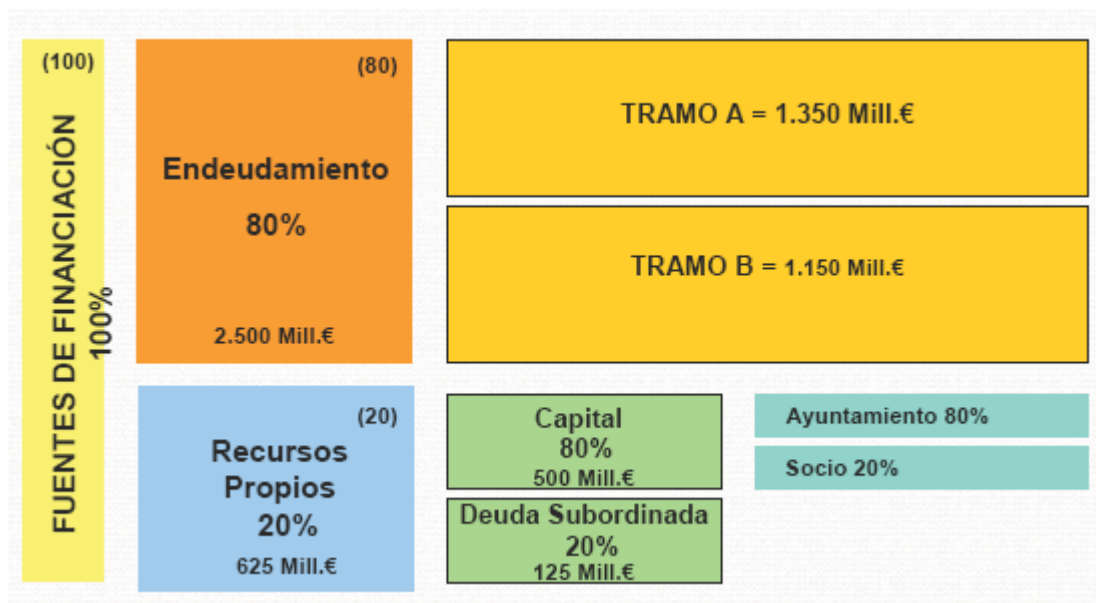 (100)
FUENTES DE FINANCIACIÓN
100%
(80)
Endeudamiento
80%
2.500 Mill.€
TRAMO A = 1.350 Mill.€
TRAMO B = 1.150 Mill.€
(20)
Recursos
Propios
20%
625 Mill.€
Capital
80%
500 Mill.€
Deuda Subordinada
20%
125 Mill.€
Ayuntamiento 80%
Socio 20%